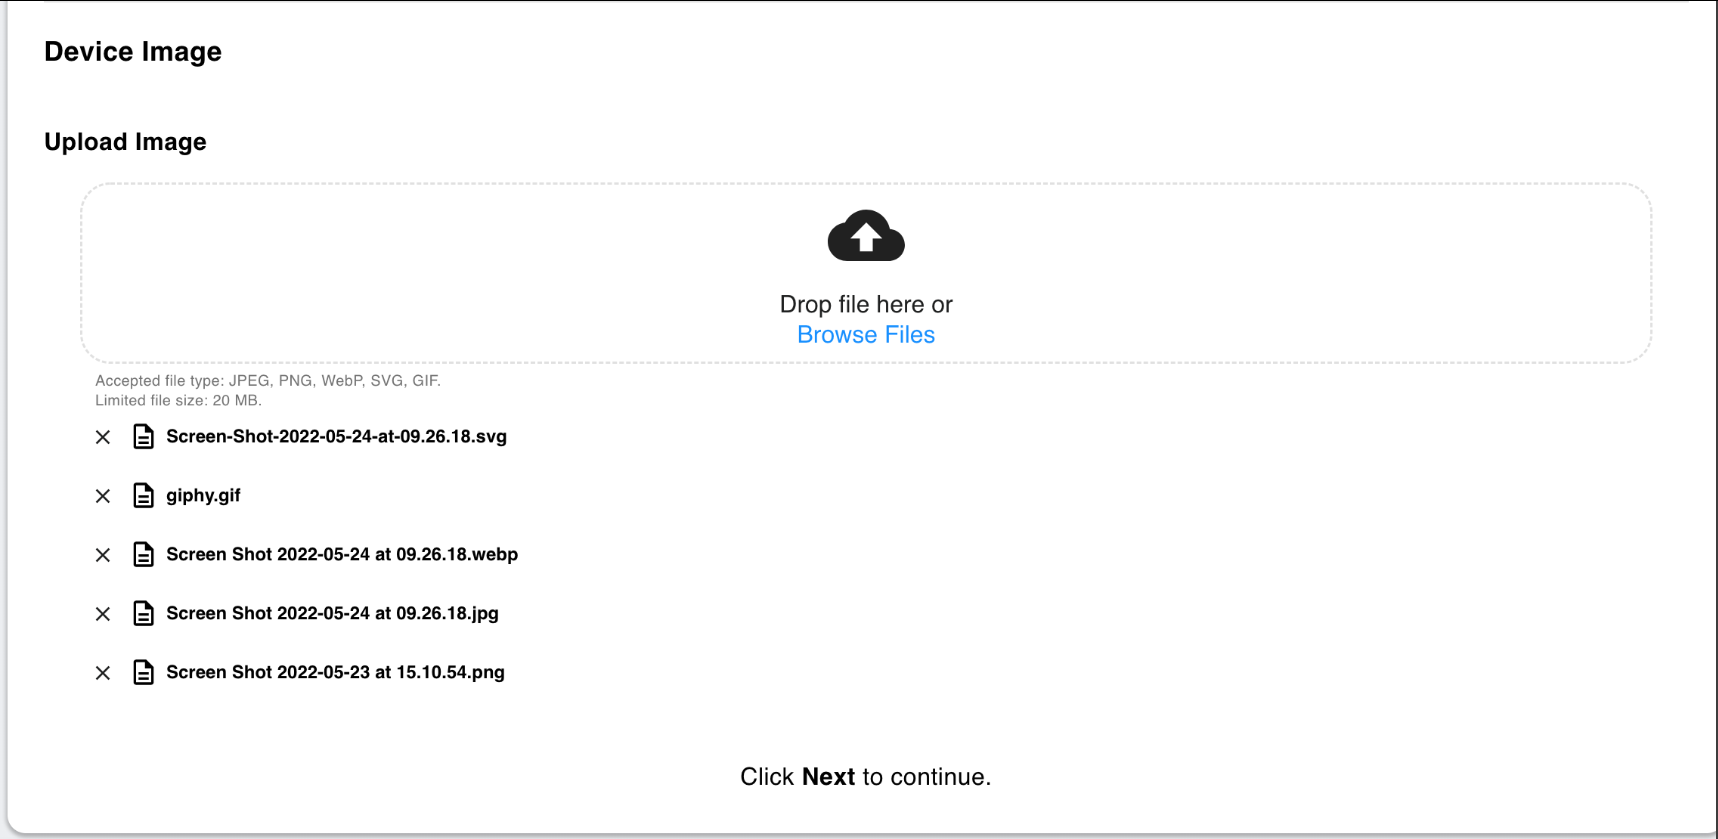 Device Image
Upload Image
Drop file here or
Browse Files
Accepted file type: JPEG, PNG, WebP, SVG, GIF.
Limited file size: 20 MB.
Screen-Shot-2022-05-24-at-09.26.18.svg
giphy.gif
Screen Shot 2022-05-24 at 09.26.18.webp
Screen Shot 2022-05-24 at 09.26.18.jpg
Screen Shot 2022-05-23 at 15.10.54.png
Click Next to continue.